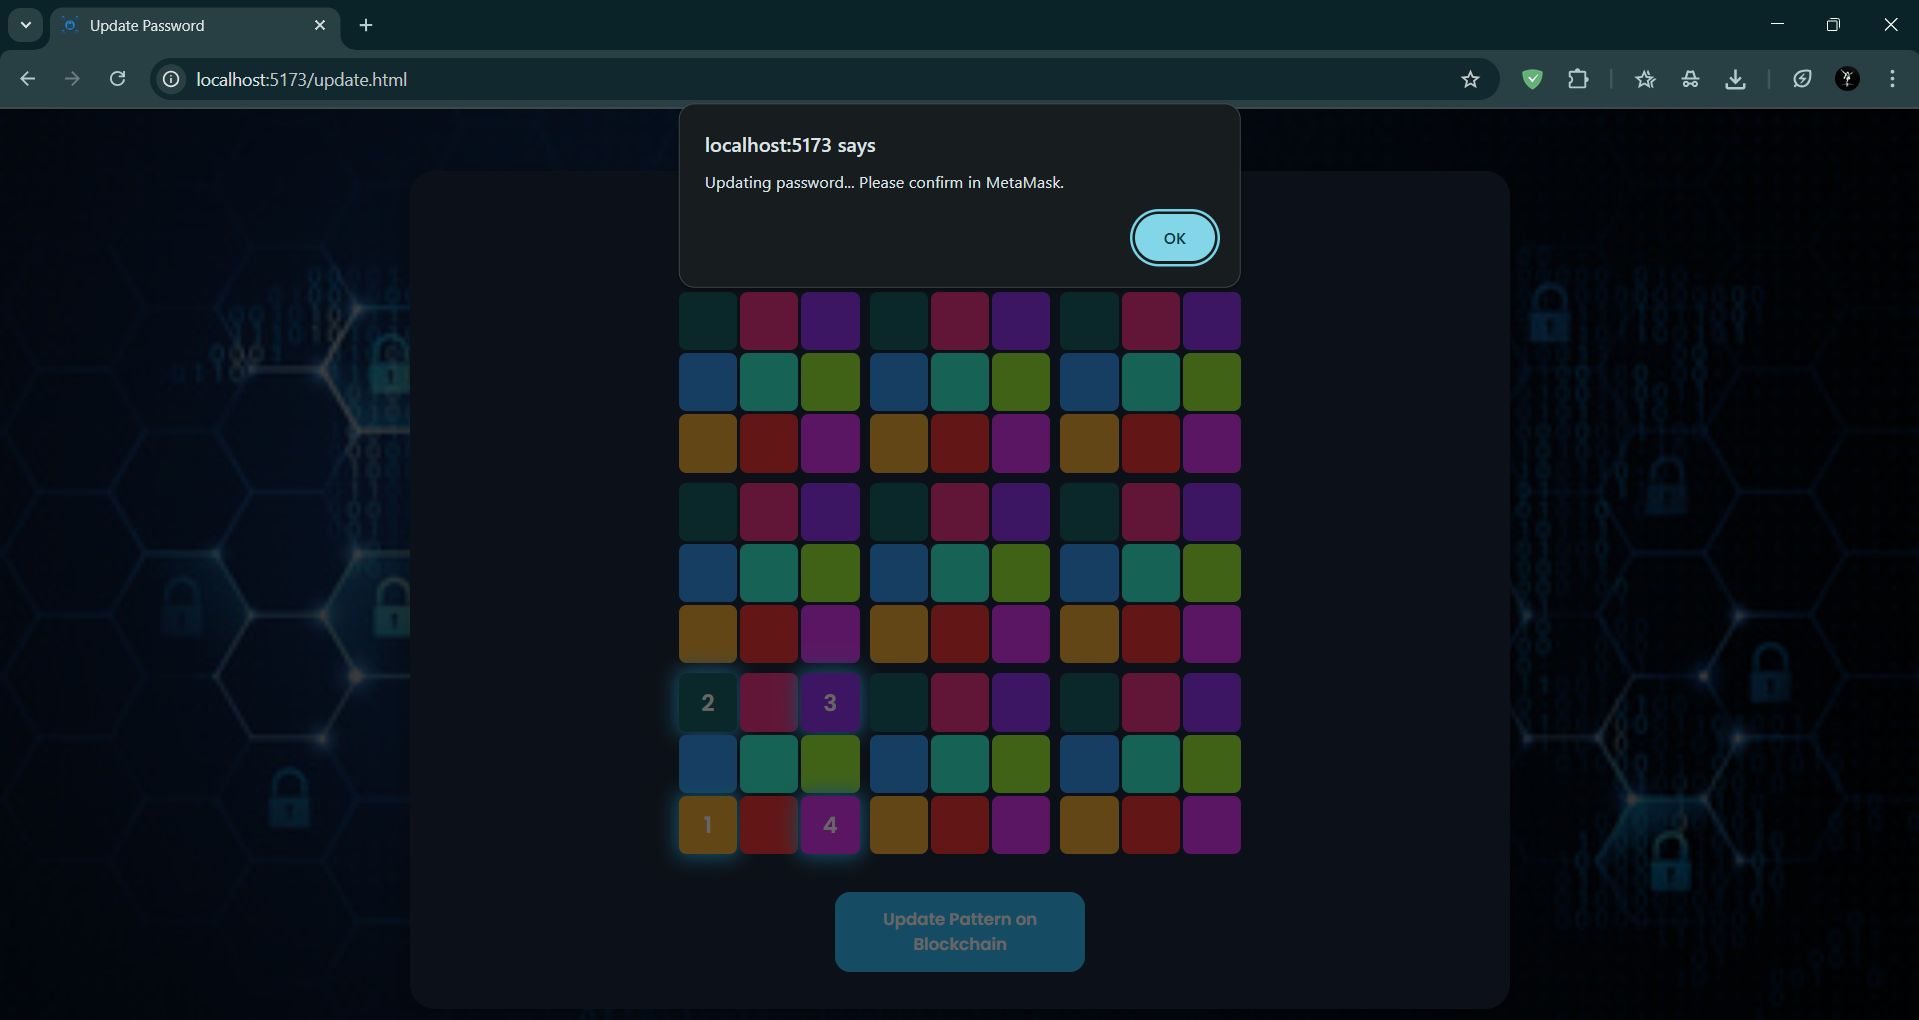 Update Password
localhost:5173/update.html
localhost:5173 says
Updating password... Please confirm in MetaMask.
OK
2 3
1 4
Update Pattern on
Blockchain